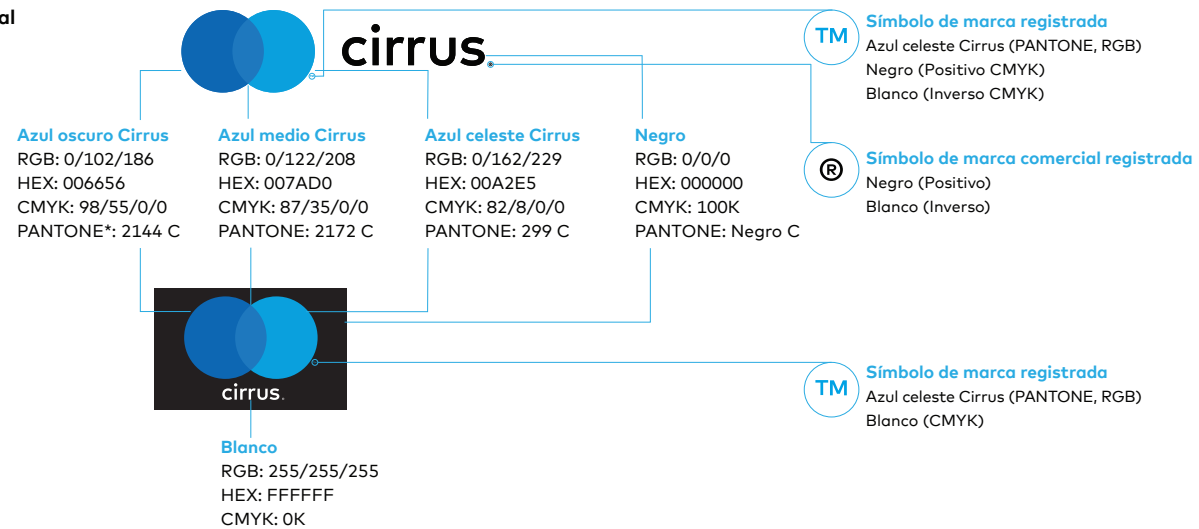 al
cirrus
TM
Símbolo de marca registrada
Azul celeste Cirrus (PANTONE, RGB)
Negro (Positivo CMYK)
Blanco (Inverso CMYK)
Azul oscuro Cirrus
RGB: 0/102/186
HEX: 006656
CMYK: 98/55/0/0
PANTONE*: 2144 C
Azul medio Cirrus
RGB: 0/122/208
HEX: 007AD0
CMYK: 87/35/0/0
PANTONE: 2172 C
Azul celeste Cirrus
RGB: 0/162/229
HEX: 00A2E5
CMYK: 82/8/0/0
PANTONE: 299 C
Negro
RGB: 0/0/0
HEX: 000000
CMYK: 100K
PANTONE: Negro C
®
Símbolo de marca comercial registrada
Negro (Positivo)
Blanco (Inverso)
cirrus.
TM
Símbolo de marca registrada
Azul celeste Cirrus (PANTONE, RGB)
Blanco (CMYK)
Blanco
RGB: 255/255/255
HEX: FFFFFF
CMYK: 0K